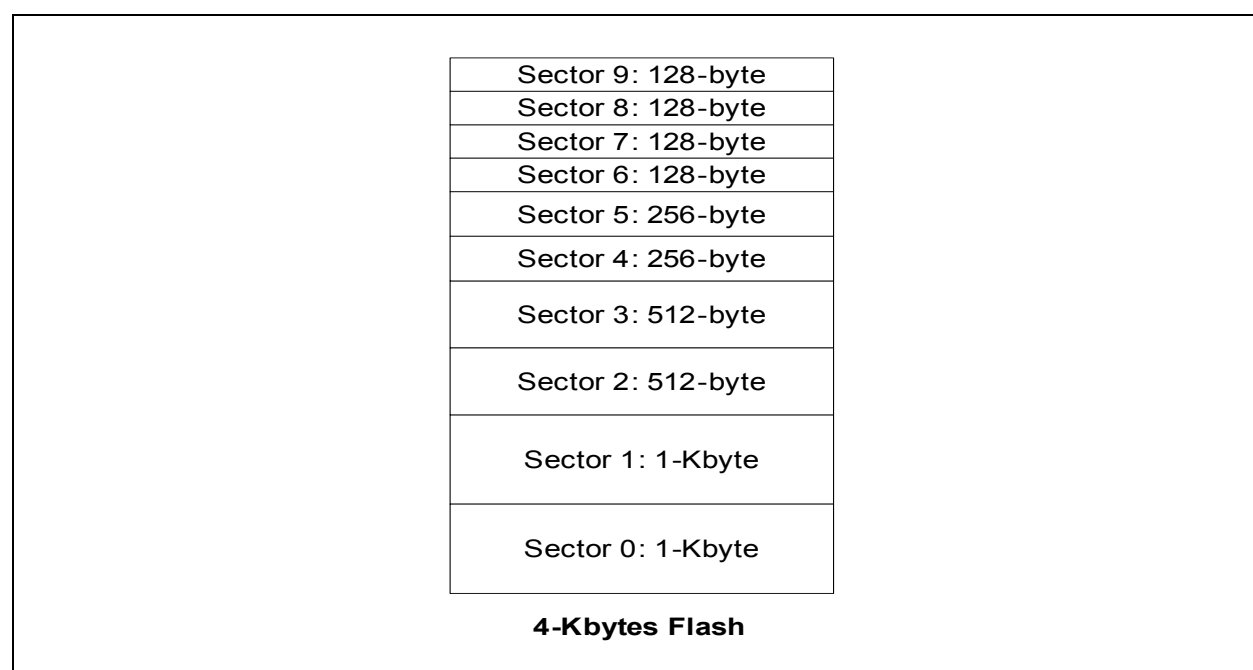 Sector 9: 128-byte
Sector 8: 128-byte
Sector 7: 128-byte
Sector 6: 128-byte
Sector 5: 256-byte
Sector 4: 256-byte
Sector 3: 512-byte
Sector 2: 512-byte
Sector 1: 1-Kbyte
Sector 0: 1-Kbyte
4-Kbytes Flash